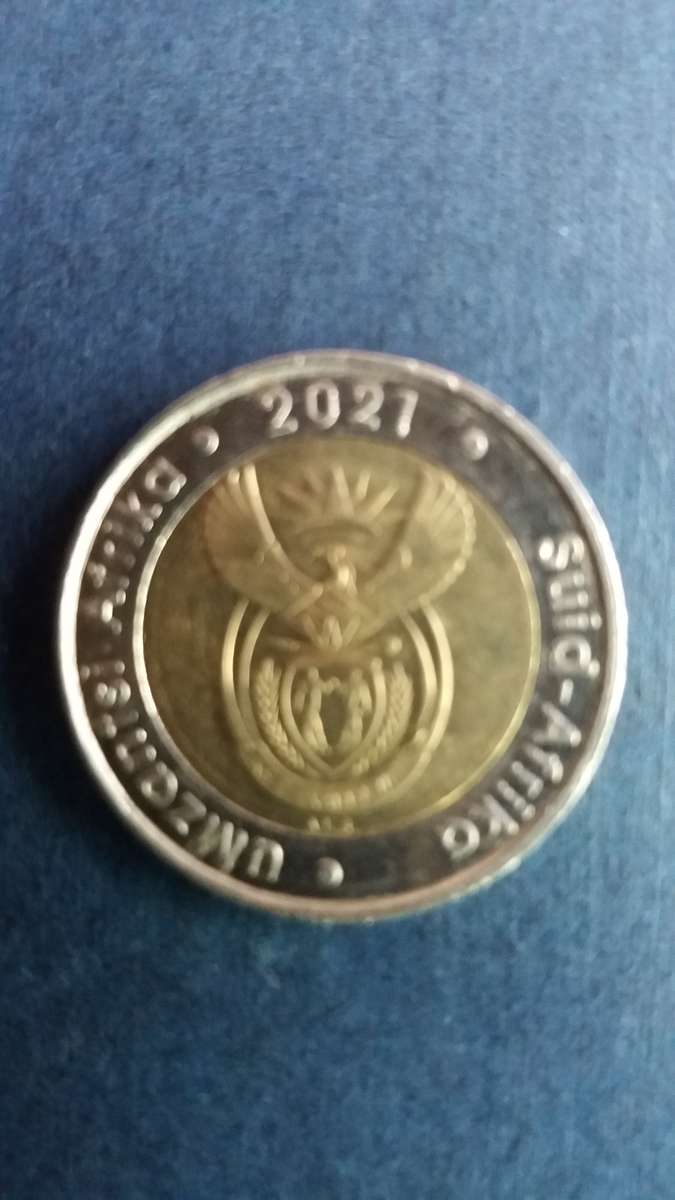 uMzantsi Afrika • 2021 • Suid-Afrika •